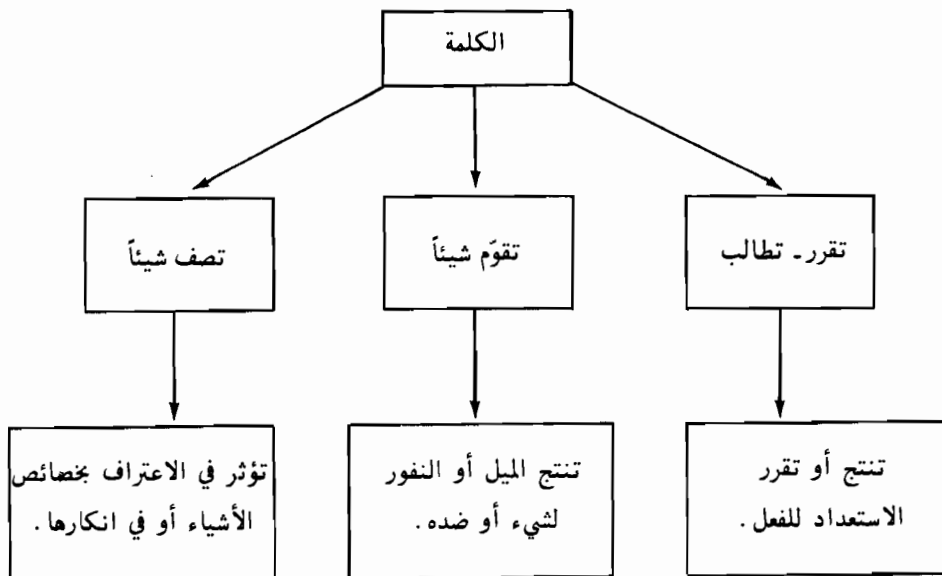 الكلمة
تقرر - تطالب
تقوّم شيئاً
تصف شيئاً
تنتج أو تقرر
الاستعداد للفعل .
تنتج الميل أو النفور
لشيء أو ضده .
تؤثر في الاعتراف بخصائص
الأشياء أو في انكارها .